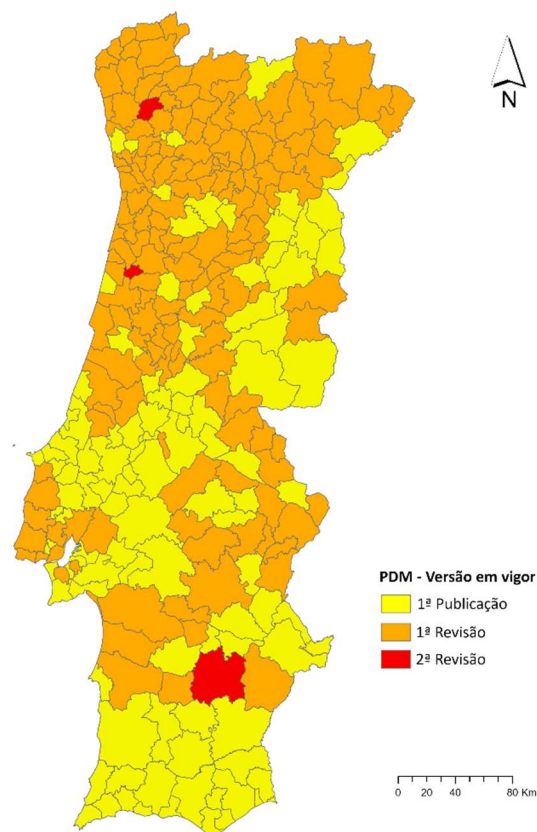 N
PDM - Versão em vigor
1ª Publicação
1ª Revisão
2ª Revisão
0 20 40 80 Km